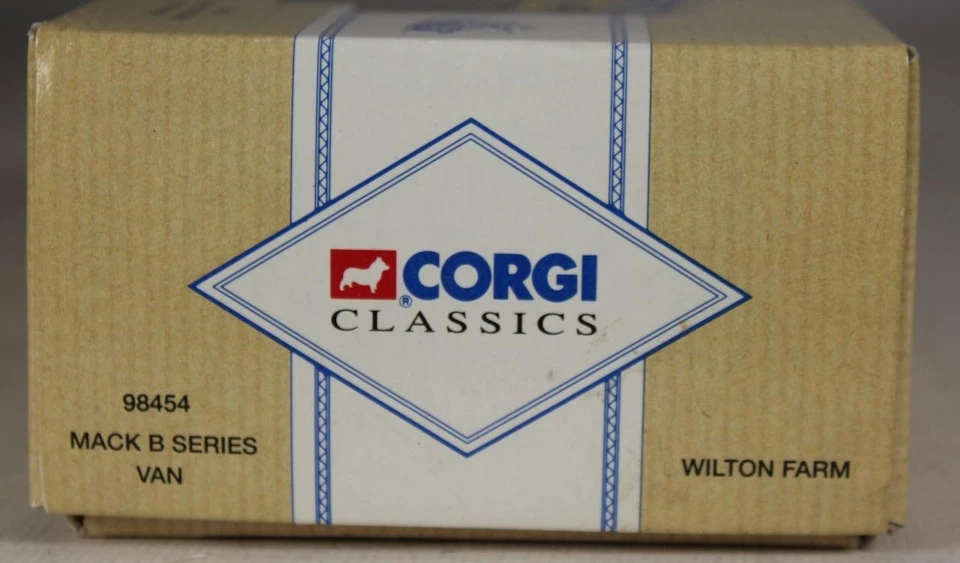 CORGI
®
CLASSICS
98454
MACK B SERIES
VAN
WILTON FARM